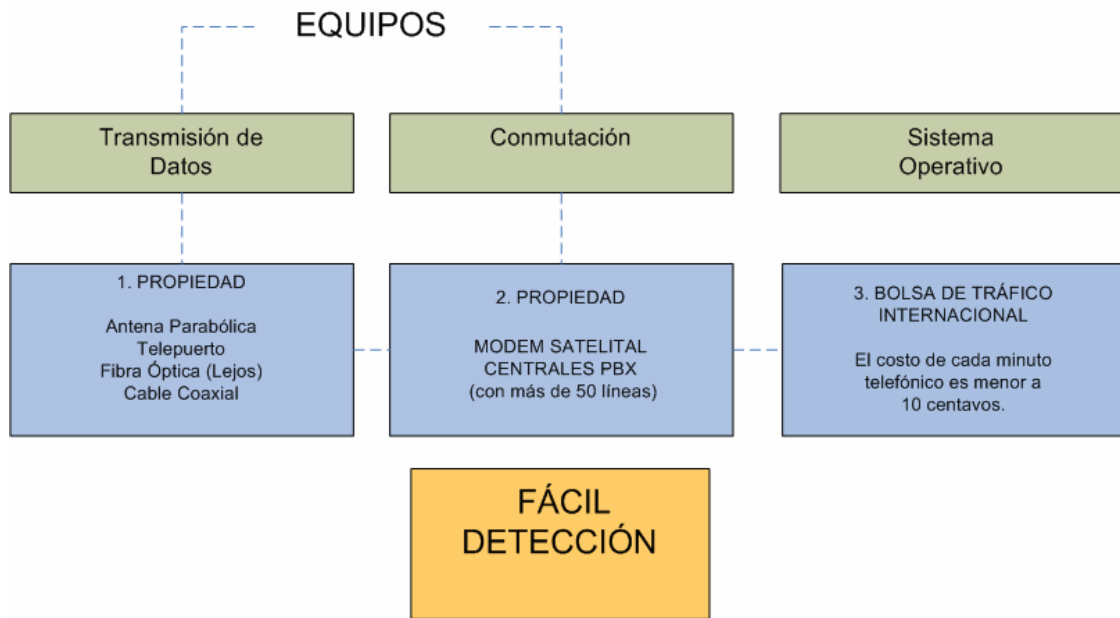 EQUIPOS
Transmisión de
Datos
Conmutación
Sistema
Operativo
1. PROPIEDAD
Antena Parabólica
Telepuerto
Fibra Óptica (Lejos)
Cable Coaxial
2. PROPIEDAD
MODEM SATELITAL
CENTRALES PBX
(con más de 50 líneas)
3. BOLSA DE TRÁFICO
INTERNACIONAL
El costo de cada minuto
telefónico es menor a
10 centavos.
FÁCIL
DETECCIÓN